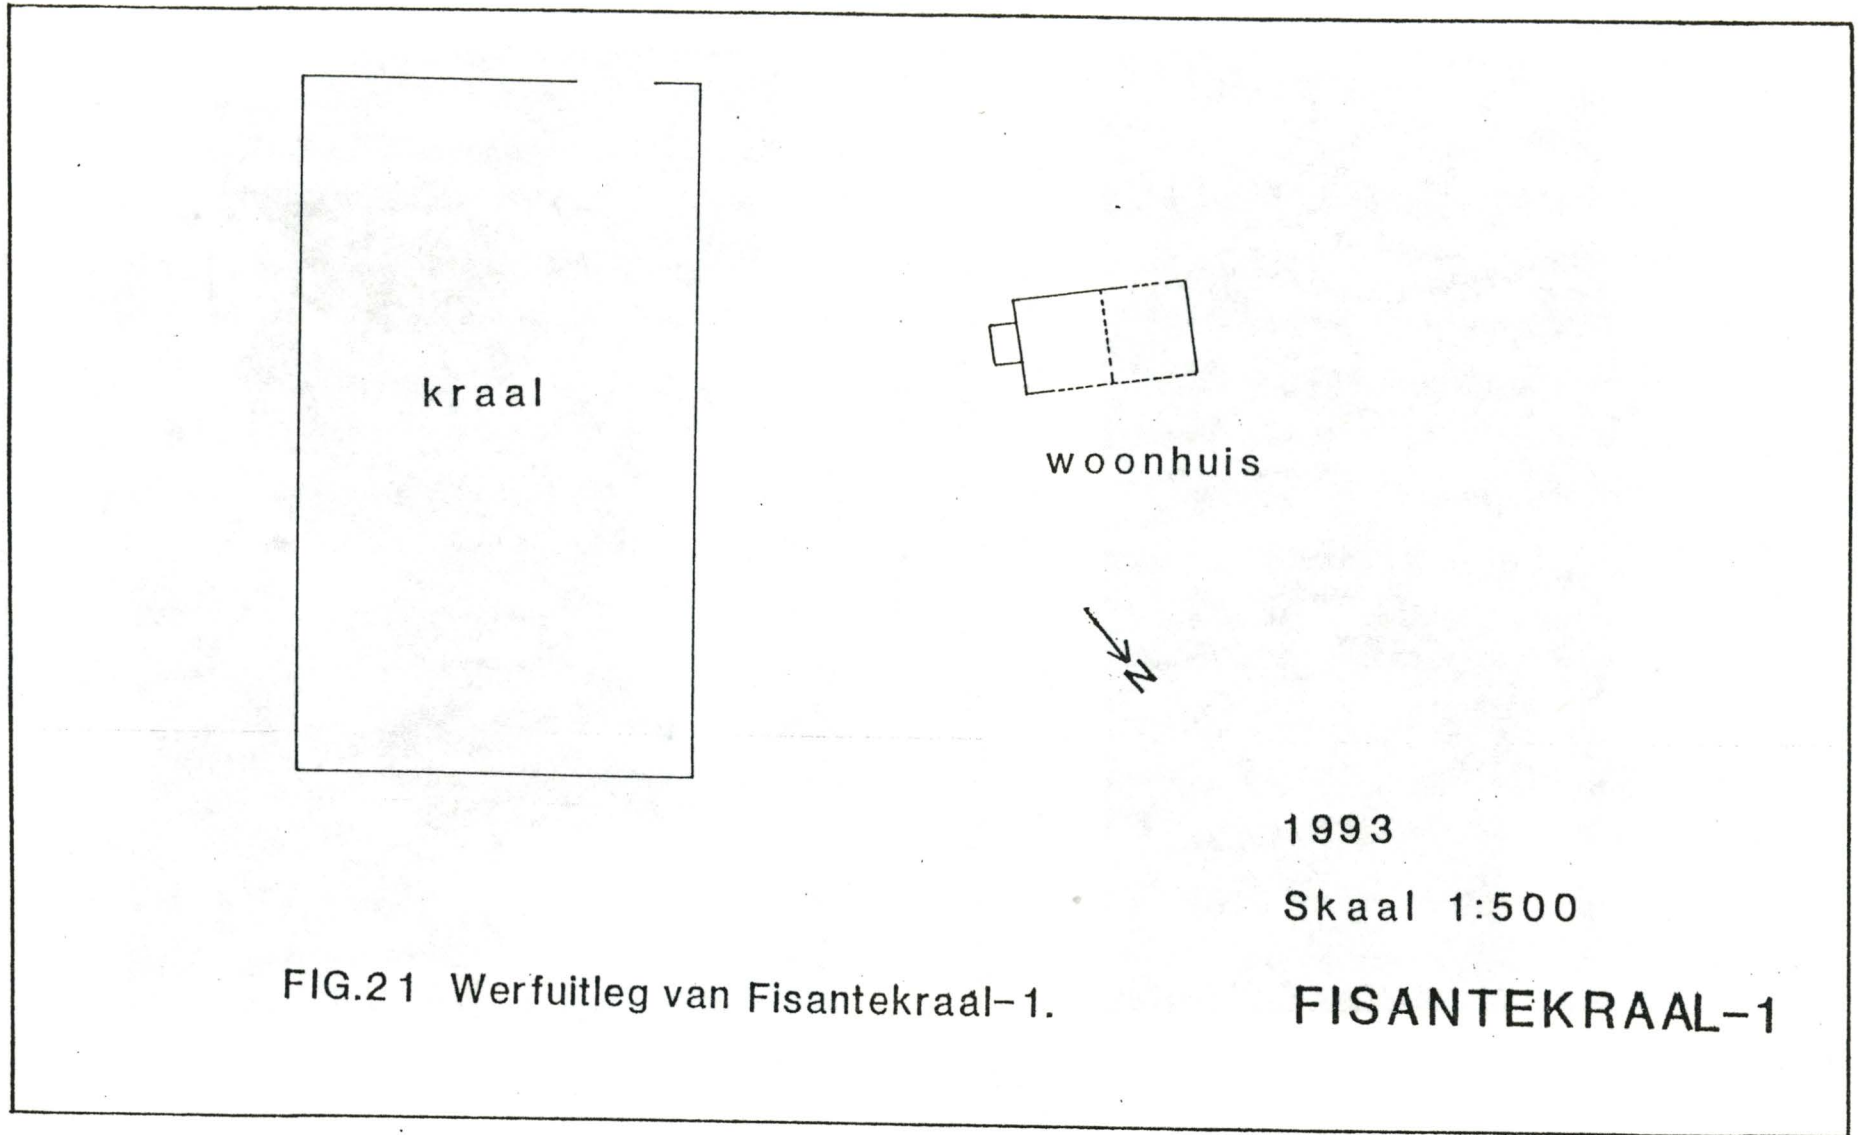 kraal
woonhuis
N
1993
Skaal 1:500
FIG.21 Werfuitleg van Fisantekraal-1.
FISANTEKRAAL-1